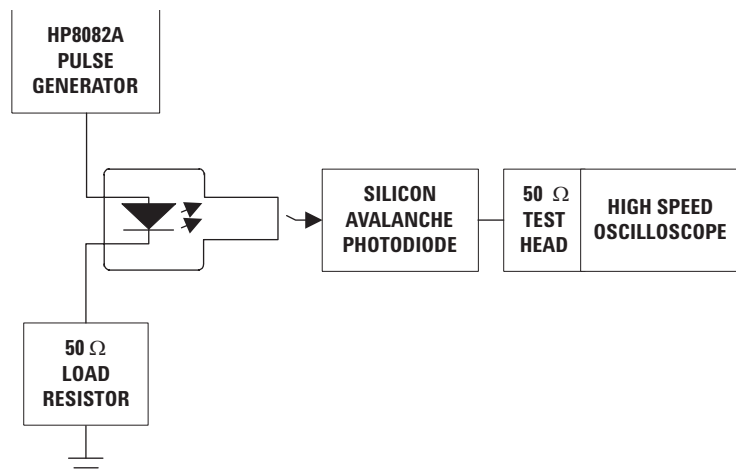 HP8082A
PULSE
GENERATOR
SILICON
AVALANCHE
PHOTODIODE
50 Ω
TEST
HEAD
HIGH SPEED
OSCILLOSCOPE
50 Ω
LOAD
RESISTOR